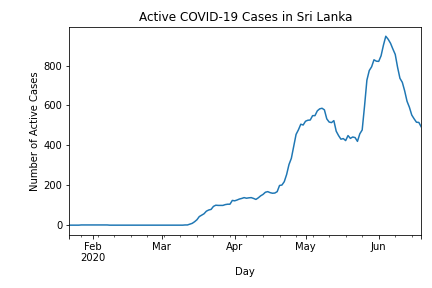 Active COVID-19 Cases in Sri Lanka
Number of Active Cases
800
600
400
200
0
Feb Mar Apr May Jun
2020
Day